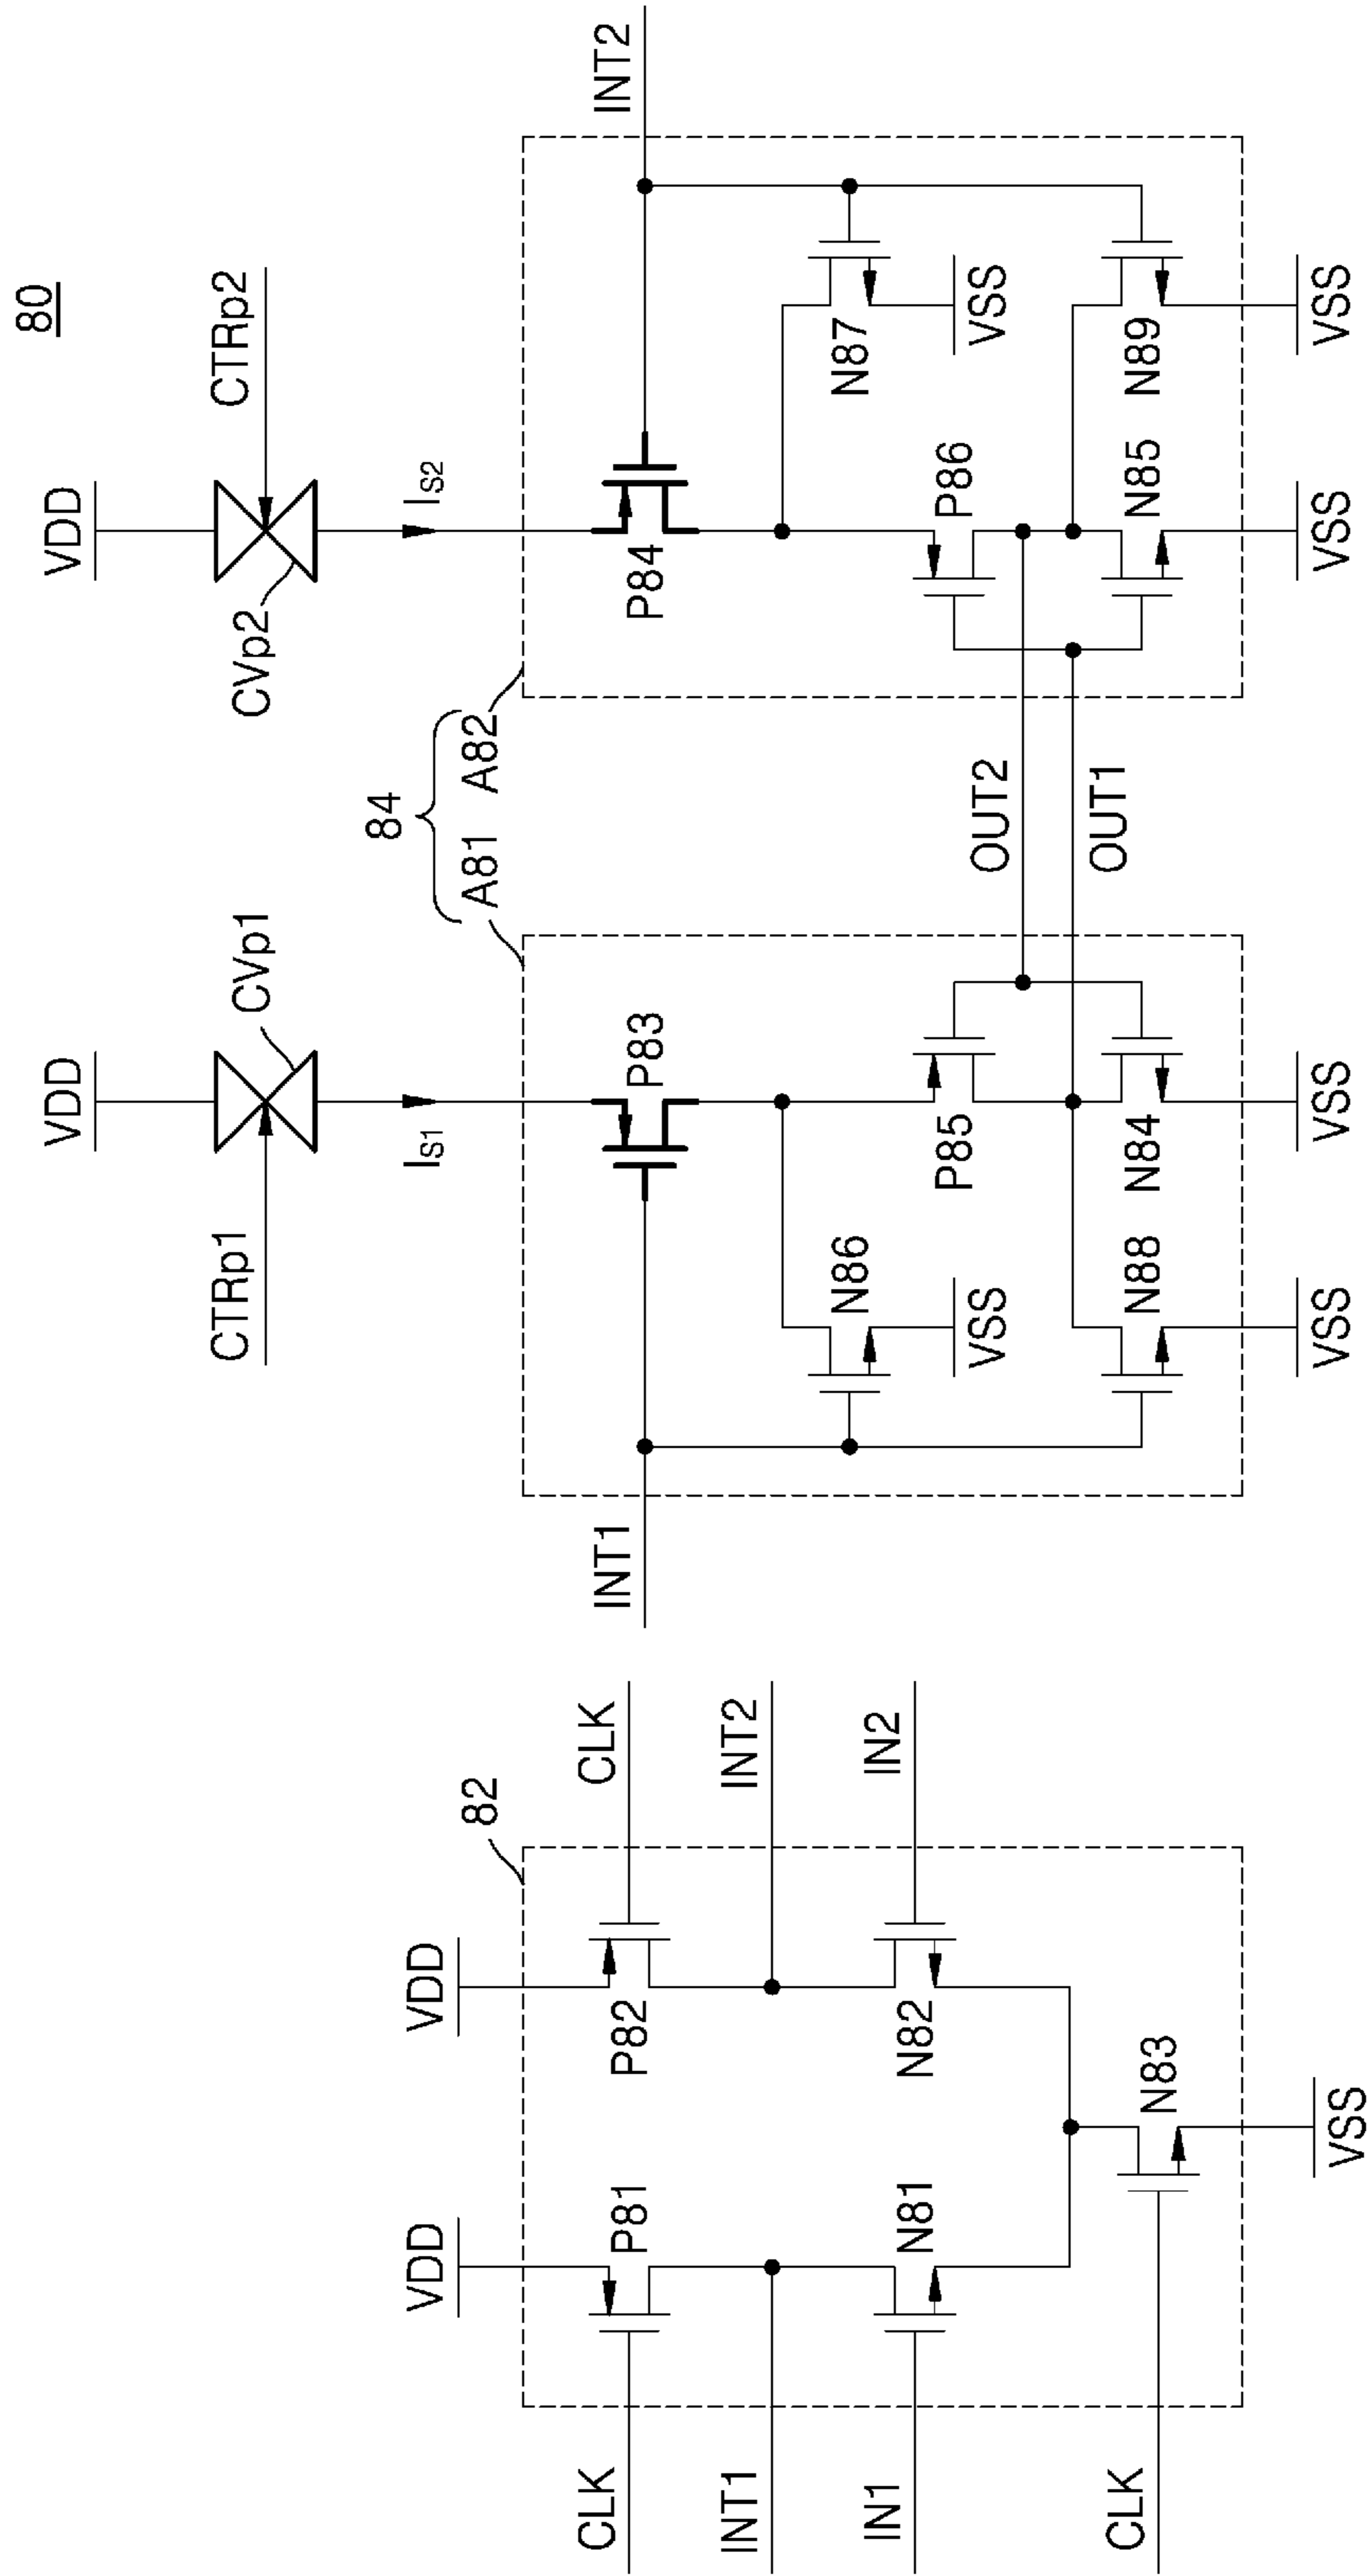 80
VDD
VDD
CTRp1
CVp1
CVp2
CTRp2
IS1
IS2
84
A81 A82
INT1
P83
P84
INT2
N86
VSS
P85
OUT2
P86
N87
VSS
N88
N84
OUT1
N85
N89
VSS
VSS
VSS
VSS
82
VDD
VDD
CLK
P81
P82
CLK
INT1
INT2
IN1
N81
N82
IN2
CLK
N83
VSS